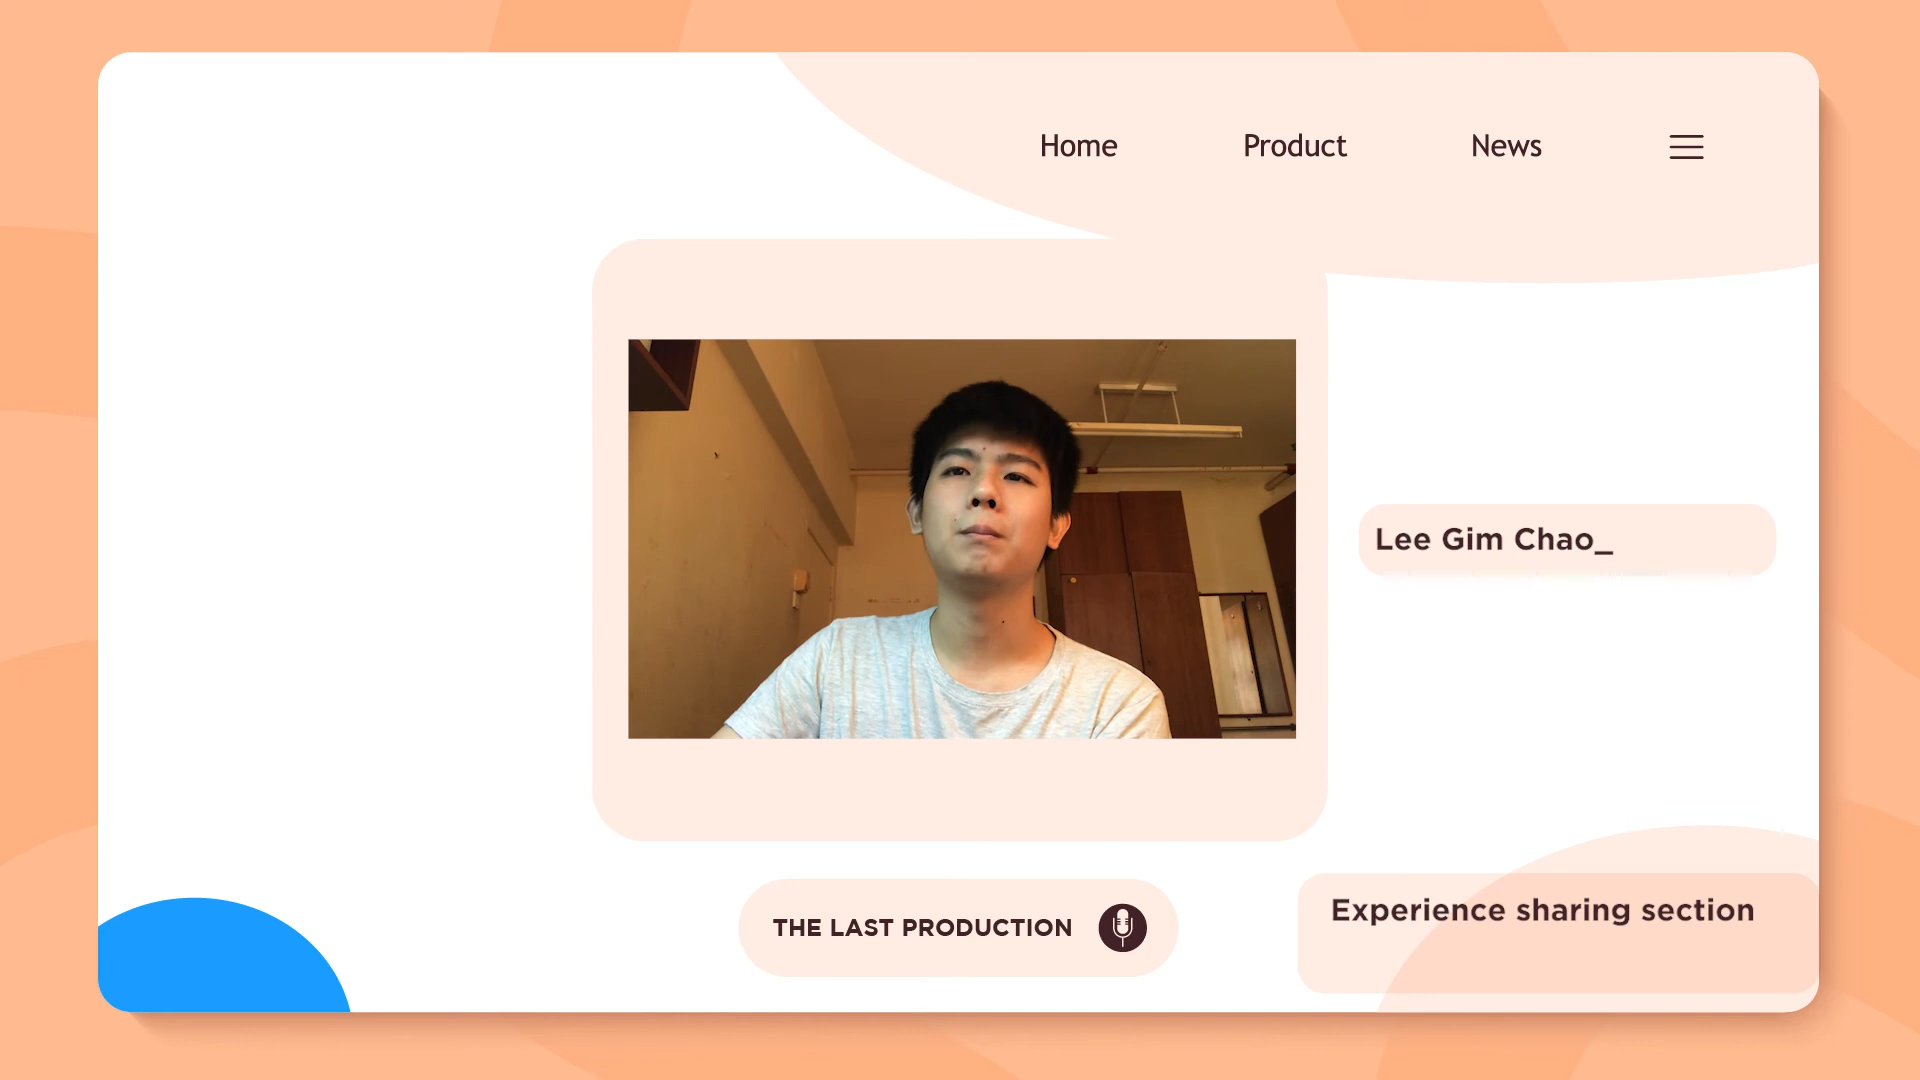 Home
Product
News
Lee Gim Chao_
THE LAST PRODUCTION
Experience sharing section